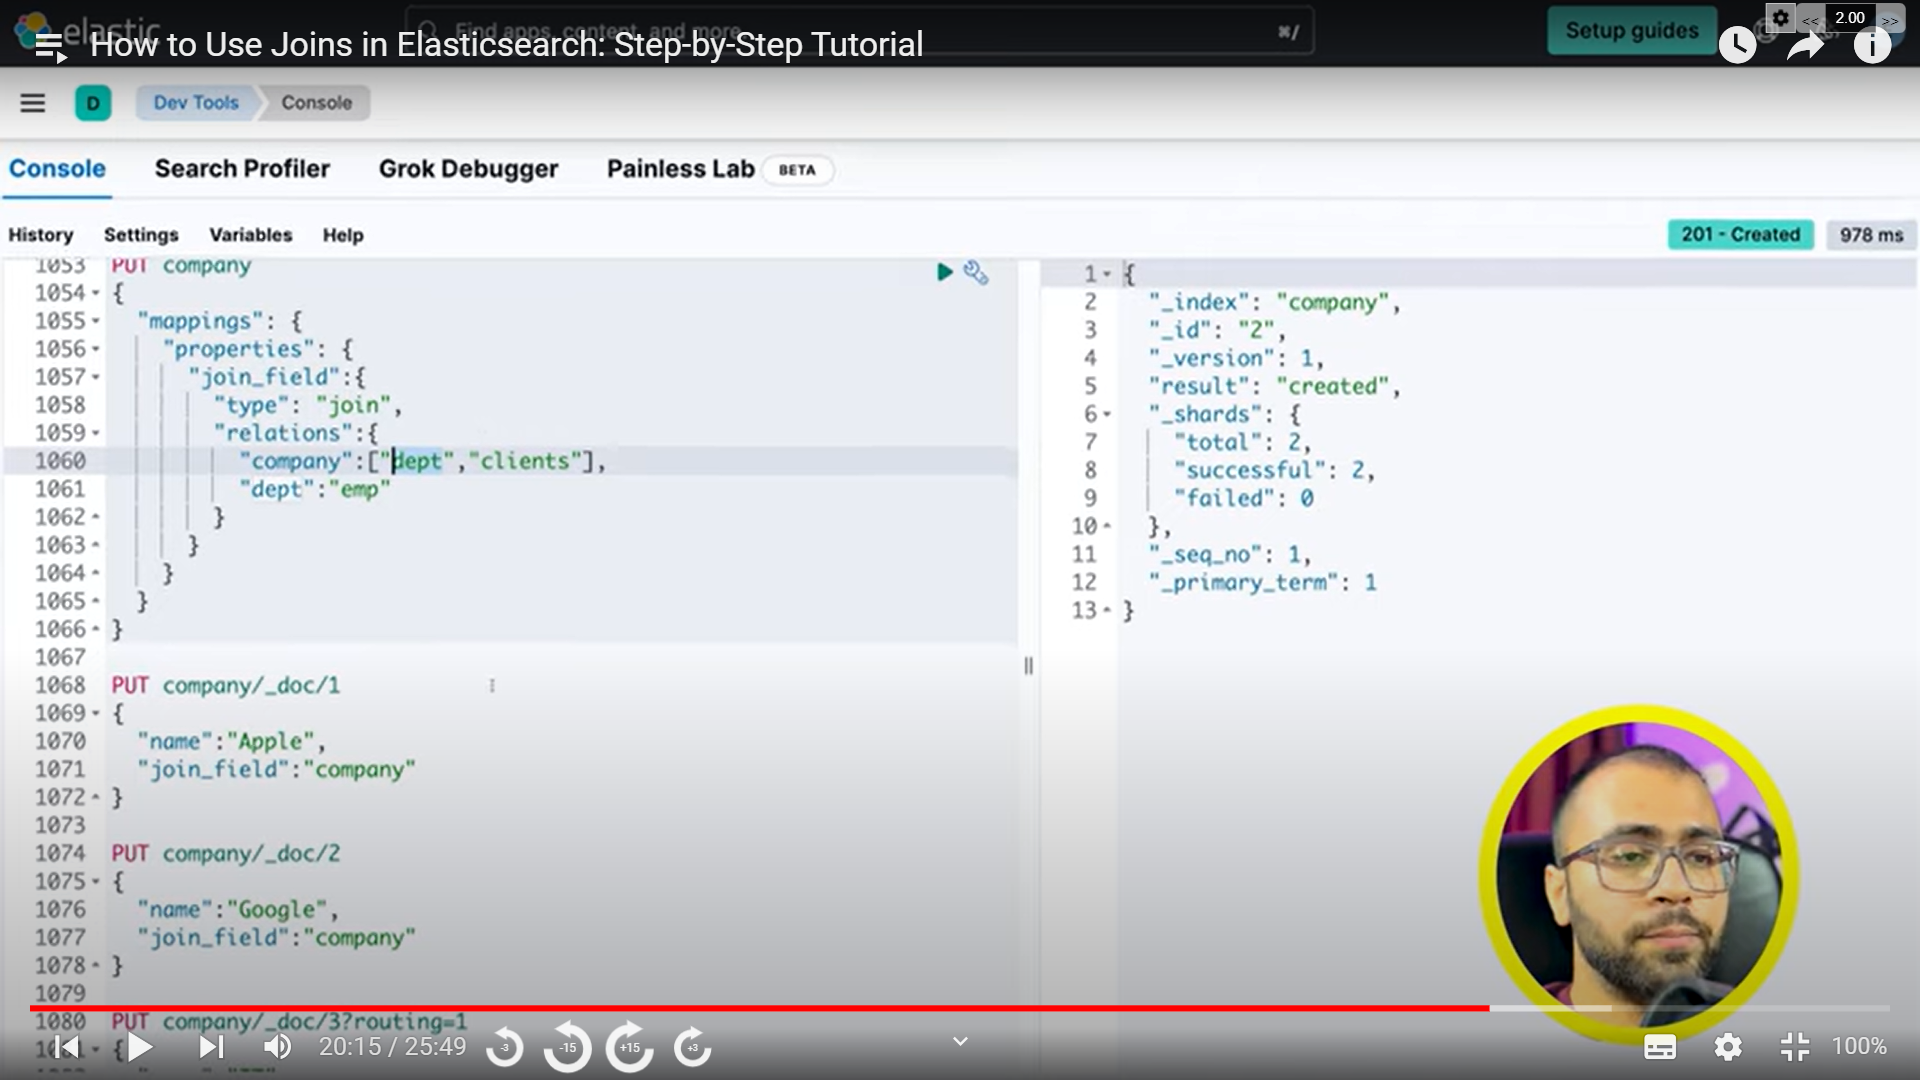 elastic
Find apps, content, and more.
⌘/
Setup guides
<< 2.00 >>
How to Use Joins in Elasticsearch: Step-by-Step Tutorial
D
Dev Tools
Console
Console Search Profiler Grok Debugger Painless Lab BETA
History Settings Variables Help
201 - Created
978 ms
1053 PUT company
1054 {
1055 "mappings": {
1056 "properties": {
1057 "join_field":{
1058 "type": "join",
1059 "relations":{
1060 "company":["dept","clients"],
1061 "dept":"emp"
1062 }
1063 }
1064 }
1065 }
1066 }
1067
1068 PUT company/_doc/1
1069 {
1070 "name":"Apple",
1071 "join_field":"company"
1072 }
1073
1074 PUT company/_doc/2
1075 {
1076 "name":"Google",
1077 "join_field":"company"
1078 }
1079
1080 PUT company/_doc/3?routing=1
{
1 {
2 "_index": "company",
3 "_id": "2",
4 "_version": 1,
5 "result": "created",
6 "_shards": {
7 "total": 2,
8 "successful": 2,
9 "failed": 0
10 },
11 "_seq_no": 1,
12 "_primary_term": 1
13 }
20:15 / 25:49
-3
-15
+15
+3
100%